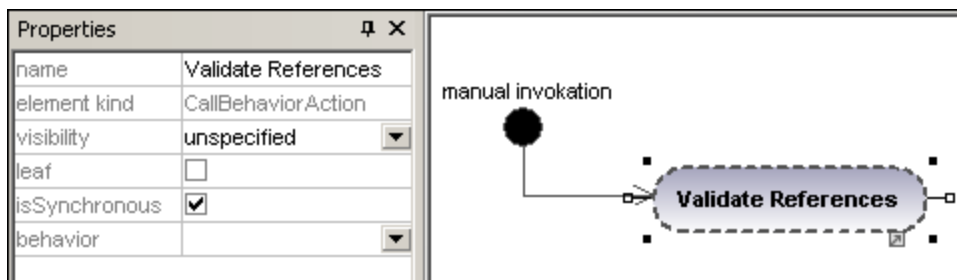 Properties
name Validate References
element kind CallBehaviorAction
visibility unspecified
leaf
isSynchronous
behavior
manual invokation
Validate References